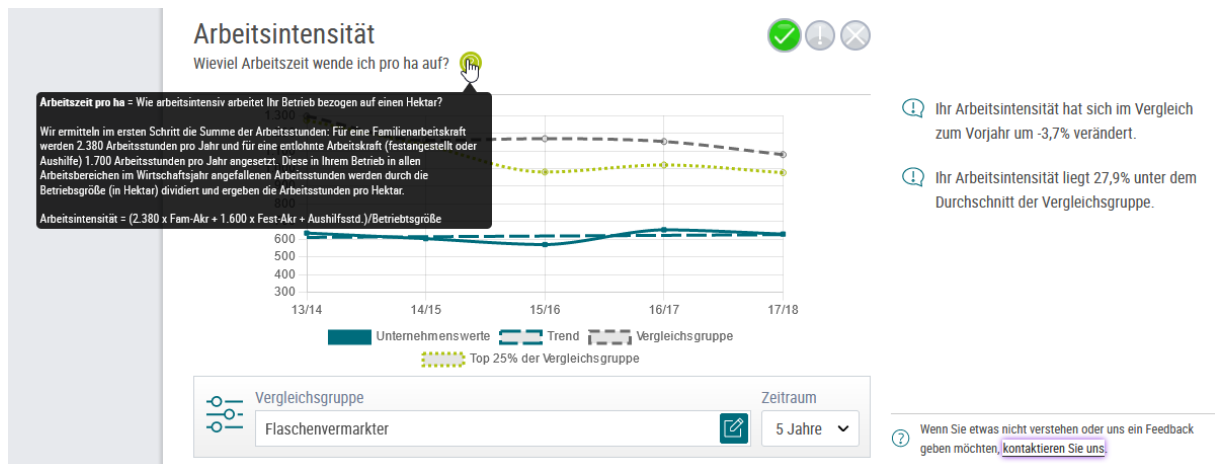 Arbeitsintensität
Wieviel Arbeitszeit wende ich pro ha auf?
Arbeitszeit pro ha = Wie arbeitsintensiv arbeitet Ihr Betrieb bezogen auf einen Hektar?
Wir ermitteln im ersten Schritt die Summe der Arbeitsstunden: Für eine Familienarbeitskraft
werden 2.380 Arbeitsstunden pro Jahr und für eine entlohnte Arbeitskraft (festangestellt oder
Aushilfe) 1.700 Arbeitsstunden pro Jahr angesetzt. Diese in Ihrem Betrieb in allen
Arbeitsbereichen im Wirtschaftsjahr angefallenen Arbeitsstunden werden durch die
Betriebsgröße (in Hektar) dividiert und ergeben die Arbeitsstunden pro Hektar.
Arbeitsintensität = (2.380 x Fam-Akr + 1.600 x Fest-Akr + Aushilfsstd.)/Betriebtsgröße
1.300
800
600
500
400
300
13/14 14/15 15/16 16/17 17/18
Unternehmenswerte Trend Vergleichsgruppe
Top 25% der Vergleichsgruppe
Vergleichsgruppe Zeitraum
Flaschenvermarkter 5 Jahre
Ihr Arbeitsintensität hat sich im Vergleich
zum Vorjahr um -3,7% verändert.
Ihr Arbeitsintensität liegt 27,9% unter dem
Durchschnitt der Vergleichsgruppe.
Wenn Sie etwas nicht verstehen oder uns ein Feedback
geben möchten, kontaktieren Sie uns.